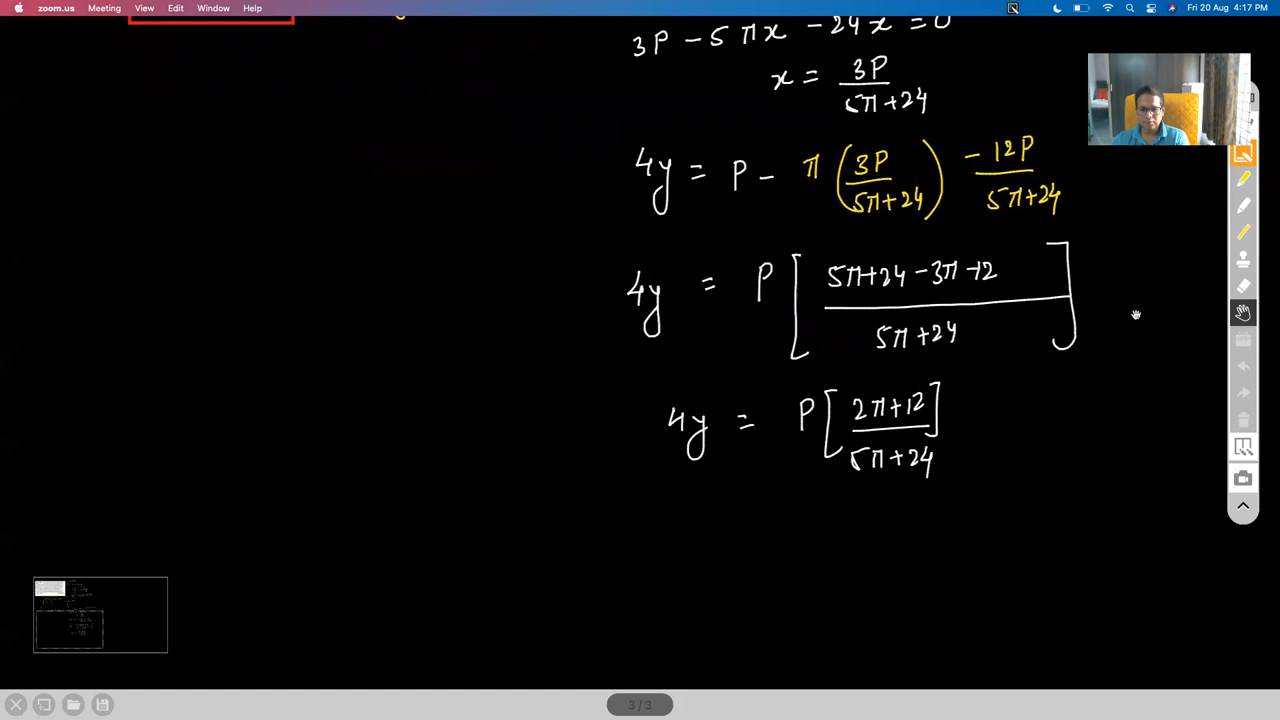 zoom.us Meeting View Edit Window Help Fri 20 Aug 4:17 PM
3P - 5πx - 24x = 0
x = 3P / 5π+24
4y = P - π (3P / 5π+24) - 12P / 5π+24
4y = P [ 5π+24-3π-12 / 5π+24 ]
4y = P [ 2π+12 / 5π+24 ]
3 / 3